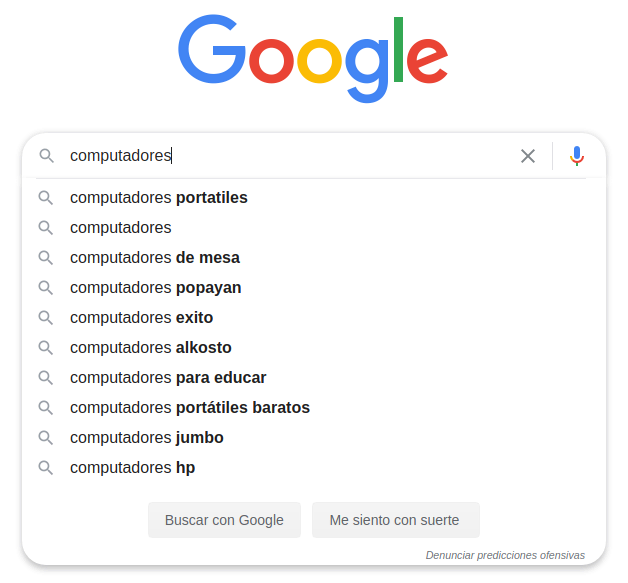 Google
computadores
computadores portatiles
computadores
computadores de mesa
computadores popayan
computadores exito
computadores alkosto
computadores para educar
computadores portátiles baratos
computadores jumbo
computadores hp
Buscar con Google Me siento con suerte
Denunciar predicciones ofensivas